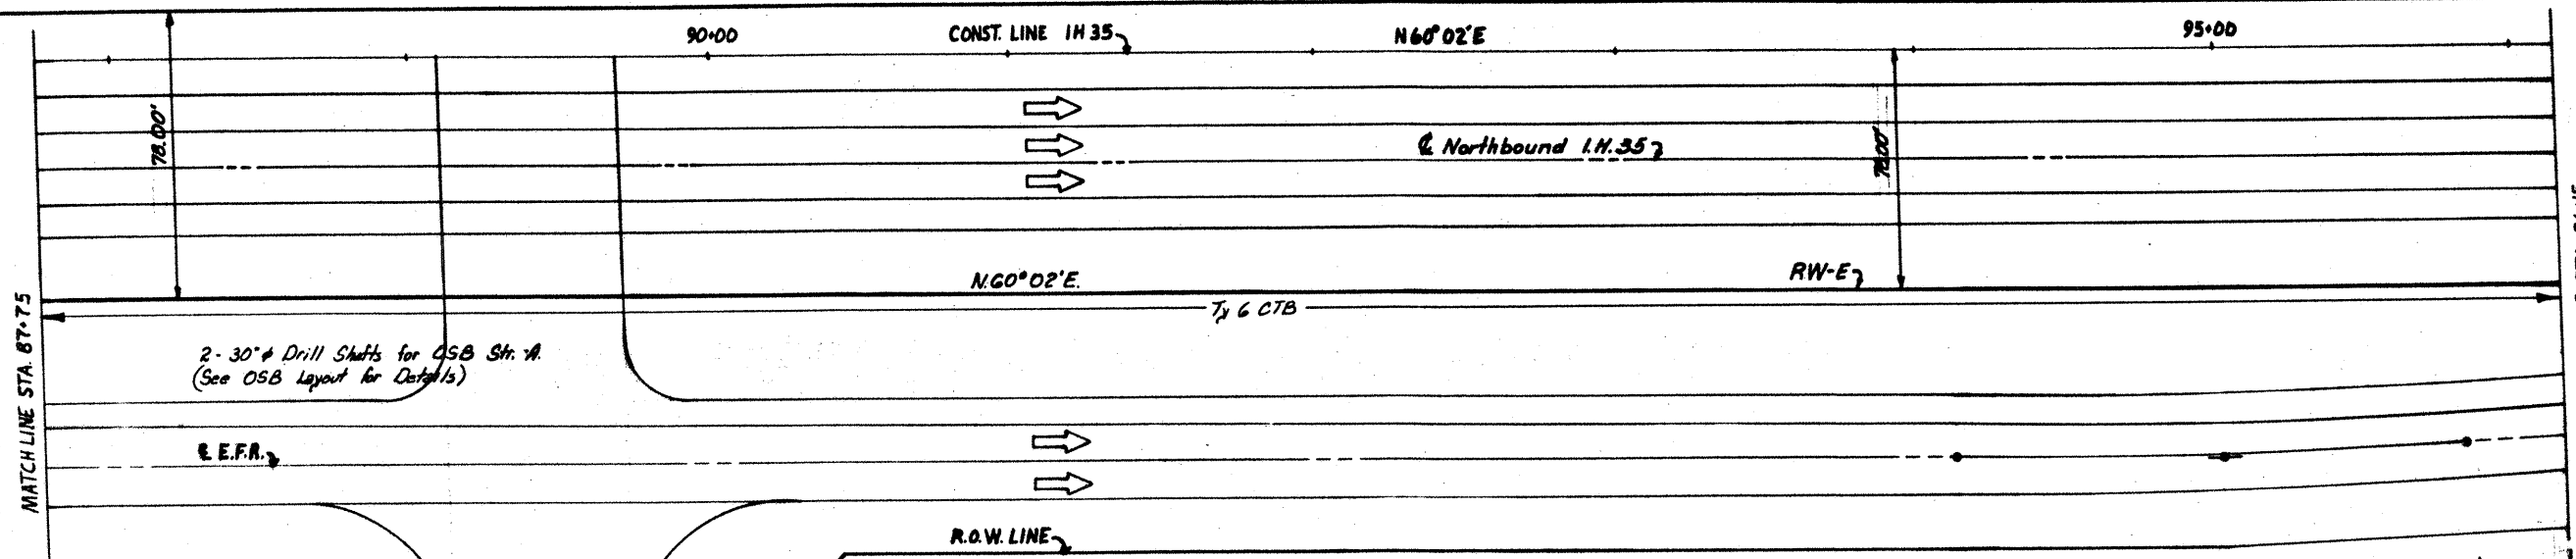 90+00
CONST. LINE IH 35
N60° 02'E
95+00
78.00'
℄ Northbound I.H.35
78.00'
N.60°02'E.
RW-E
Ty 6 CTB
MATCH LINE STA. 87+75
2-30"φ Drill Shafts for OSB Str. A.
(See OSB Layout for Details)
℄ E.F.R.
R.O.W. LINE